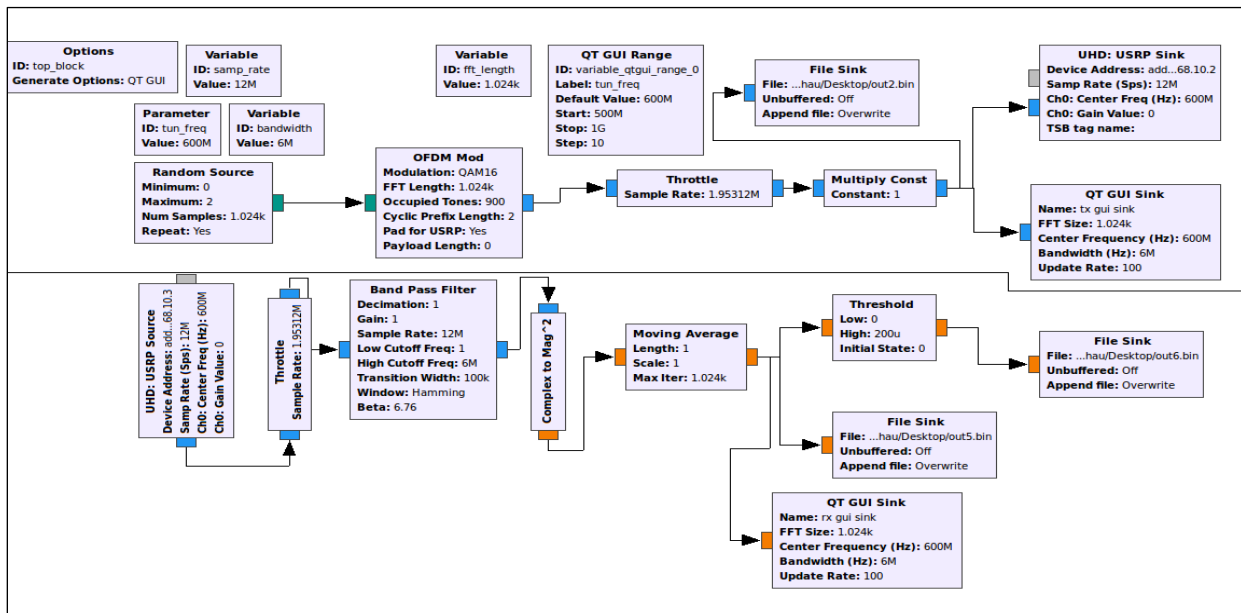 Options
ID: top_block
Generate Options: QT GUI
Variable
ID: samp_rate
Value: 12M
Variable
ID: fft_length
Value: 1.024k
QT GUI Range
ID: variable_qtgui_range_0
Label: tun_freq
Default Value: 600M
Start: 500M
Stop: 1G
Step: 10
File Sink
File: ...hau/Desktop/out2.bin
Unbuffered: Off
Append file: Overwrite
UHD: USRP Sink
Device Address: add...68.10.2
Samp Rate (Sps): 12M
Ch0: Center Freq (Hz): 600M
Ch0: Gain Value: 0
TSB tag name:
Parameter
ID: tun_freq
Value: 600M
Variable
ID: bandwidth
Value: 6M
Random Source
Minimum: 0
Maximum: 2
Num Samples: 1.024k
Repeat: Yes
OFDM Mod
Modulation: QAM16
FFT Length: 1.024k
Occupied Tones: 900
Cyclic Prefix Length: 2
Pad for USRP: Yes
Payload Length: 0
Throttle
Sample Rate: 1.95312M
Multiply Const
Constant: 1
QT GUI Sink
Name: tx gui sink
FFT Size: 1.024k
Center Frequency (Hz): 600M
Bandwidth (Hz): 6M
Update Rate: 100
UHD: USRP Source
Device Address: add...68.10.3
Samp Rate (Sps): 12M
Ch0: Center Freq (Hz): 600M
Ch0: Gain Value: 0
Throttle
Sample Rate: 1.95312M
Band Pass Filter
Decimation: 1
Gain: 1
Sample Rate: 12M
Low Cutoff Freq: 1
High Cutoff Freq: 6M
Transition Width: 100k
Window: Hamming
Beta: 6.76
Complex to Mag^2
Moving Average
Length: 1
Scale: 1
Max Iter: 1.024k
Threshold
Low: 0
High: 200u
Initial State: 0
File Sink
File: ...hau/Desktop/out6.bin
Unbuffered: Off
Append file: Overwrite
File Sink
File: ...hau/Desktop/out5.bin
Unbuffered: Off
Append file: Overwrite
QT GUI Sink
Name: rx gui sink
FFT Size: 1.024k
Center Frequency (Hz): 600M
Bandwidth (Hz): 6M
Update Rate: 100